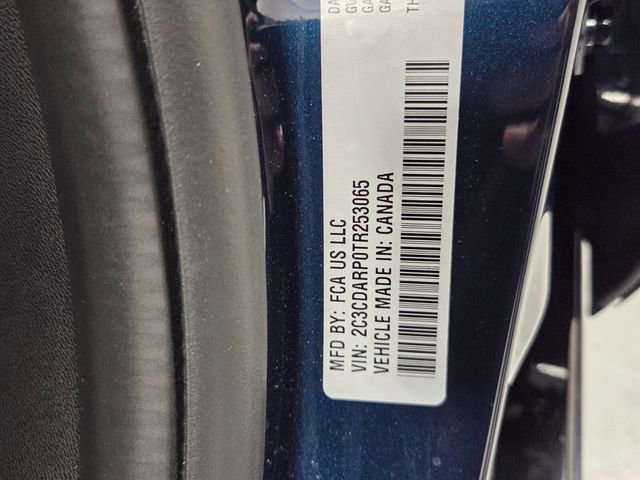 MFD BY: FCA US LLC
VIN: 2C3CDARP0TR253065
VEHICLE MADE IN: CANADA